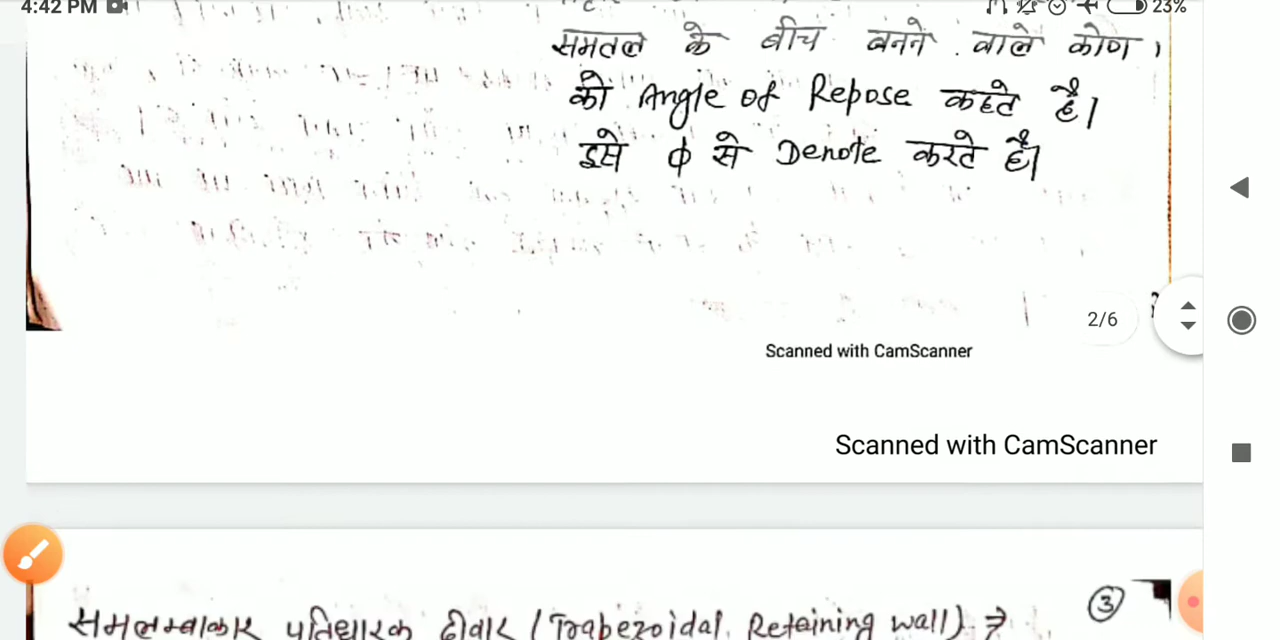 4:42 PM
23%
समतल के बीच बनने वाले कोण
को Angle of Repose कहते है।
इसे ϕ से Denote करते है।
2/6
Scanned with CamScanner
Scanned with CamScanner
3
समलम्बाकार प्रतिधारक दीवार (Trapezoidal Retaining wall) ⇒